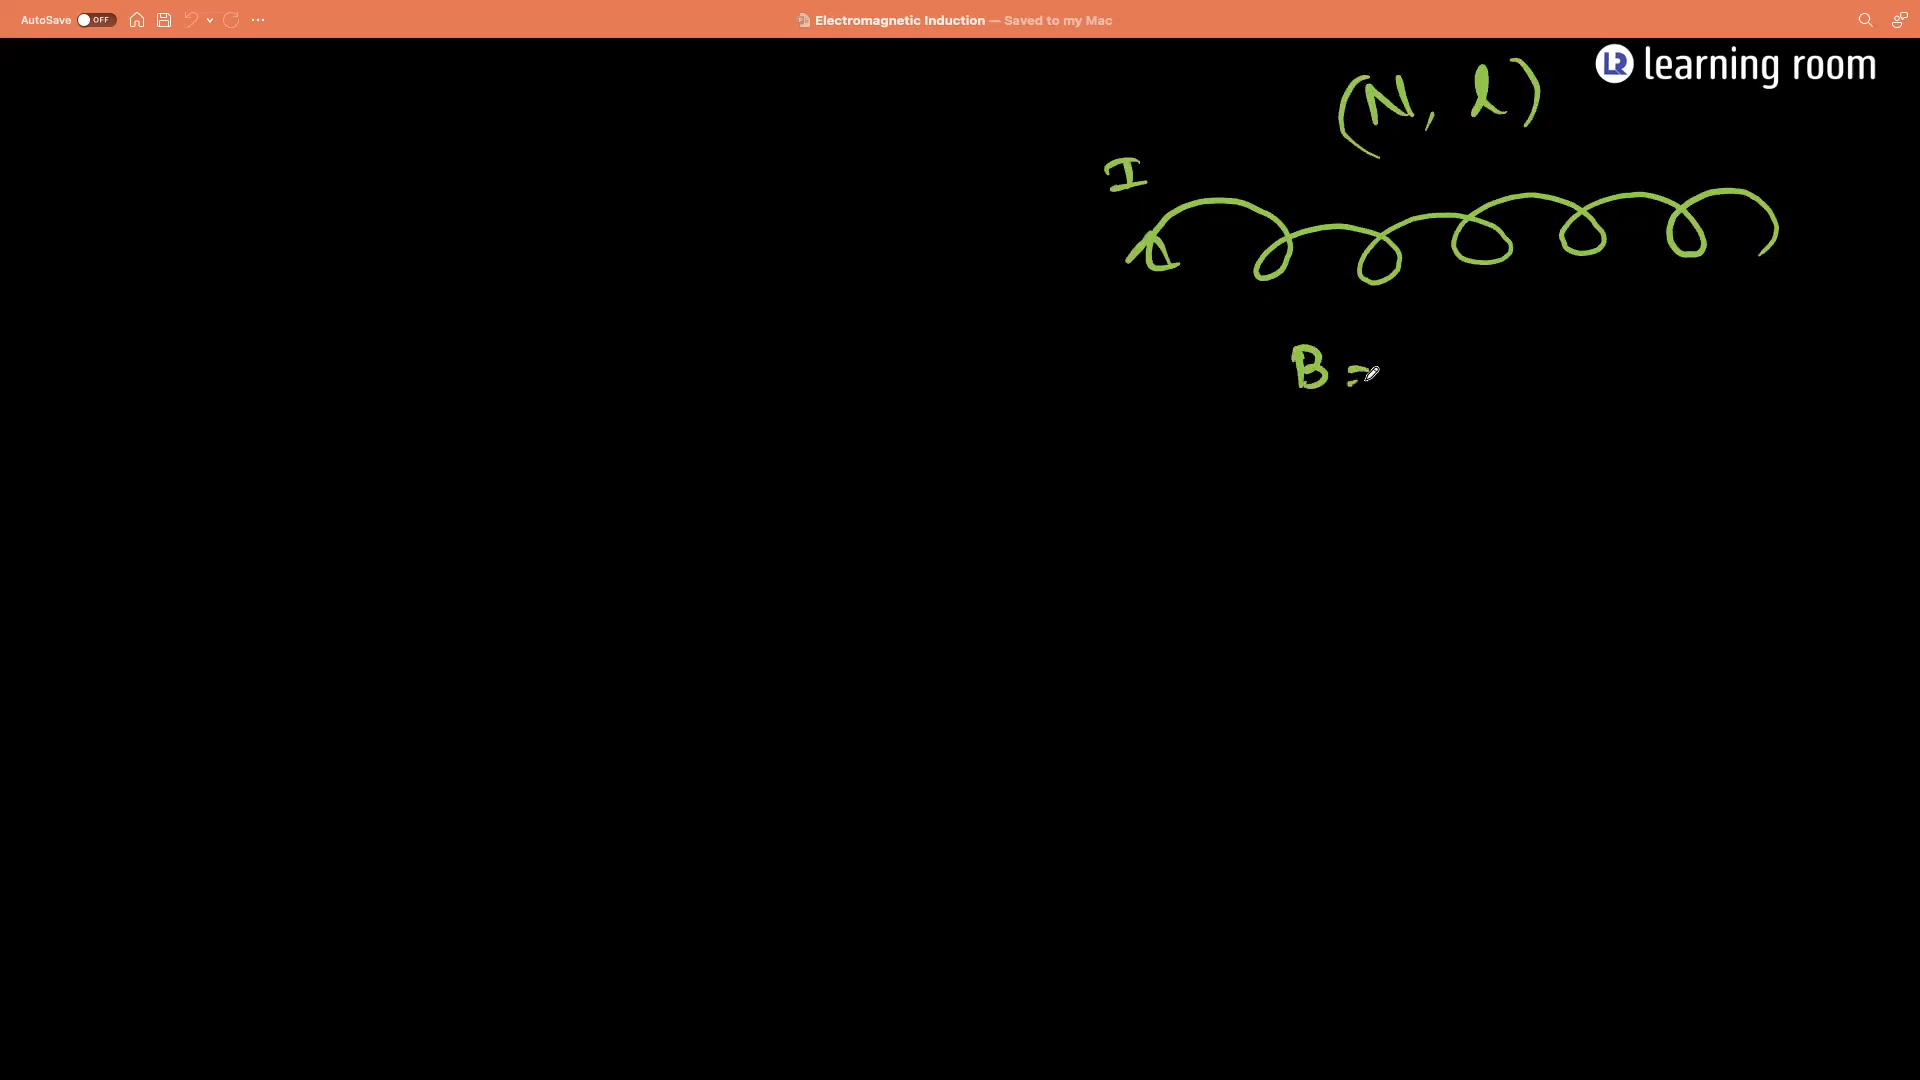 AutoSave OFF
Electromagnetic Induction — Saved to my Mac
learning room
(N, l)
I
B =